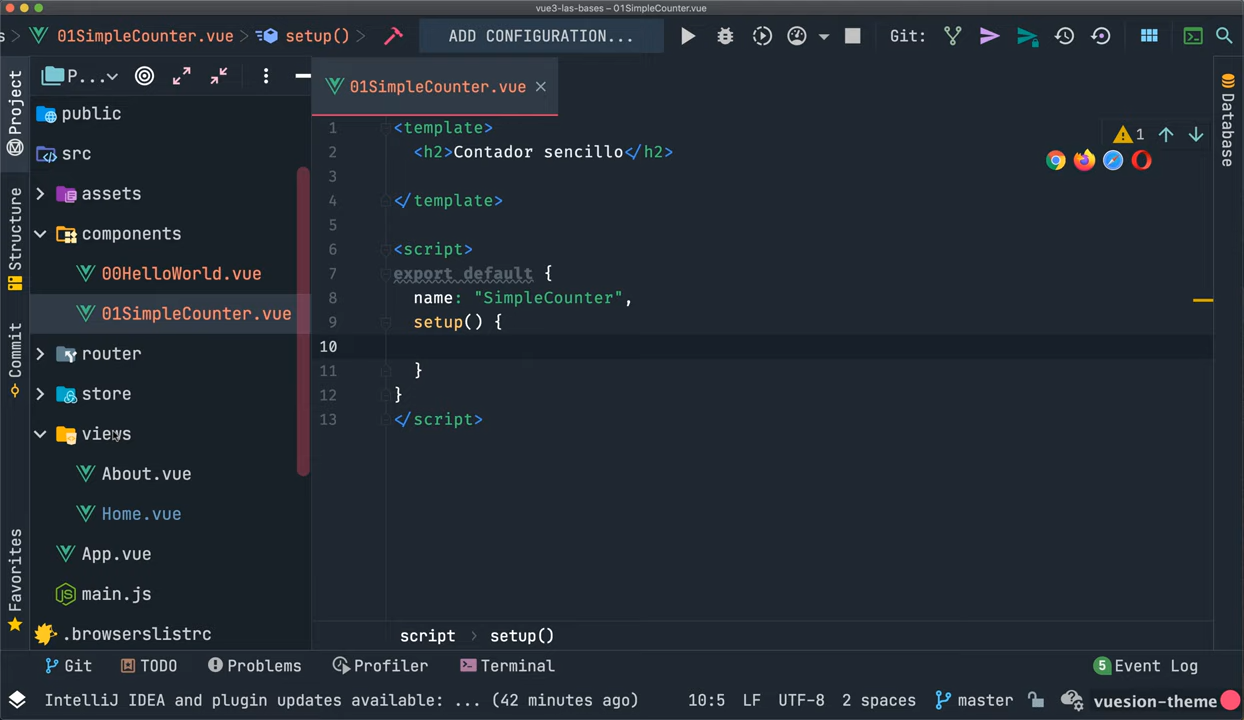 vue3-las-bases – 01SimpleCounter.vue
01SimpleCounter.vue > setup() > ADD CONFIGURATION... Git:
Project
Structure
Commit
Favorites
P...
public
src
assets
components
00HelloWorld.vue
01SimpleCounter.vue
router
store
views
About.vue
Home.vue
App.vue
main.js
.browserslistrc
01SimpleCounter.vue ×
1 <template>
2 <h2>Contador sencillo</h2>
3
4 </template>
5
6 <script>
7 export default {
8 name: "SimpleCounter",
9 setup() {
10
11 }
12 }
13 </script>
1
Database
script > setup()
Git TODO Problems Profiler Terminal 5 Event Log
IntelliJ IDEA and plugin updates available: ... (42 minutes ago) 10:5 LF UTF-8 2 spaces master vuesion-theme